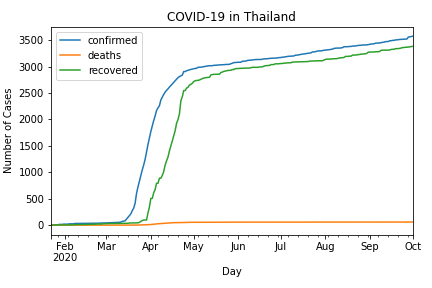 COVID-19 in Thailand
confirmed
deaths
recovered
Number of Cases
3500
3000
2500
2000
1500
1000
500
0
Feb Mar Apr May Jun Jul Aug Sep Oct
2020
Day